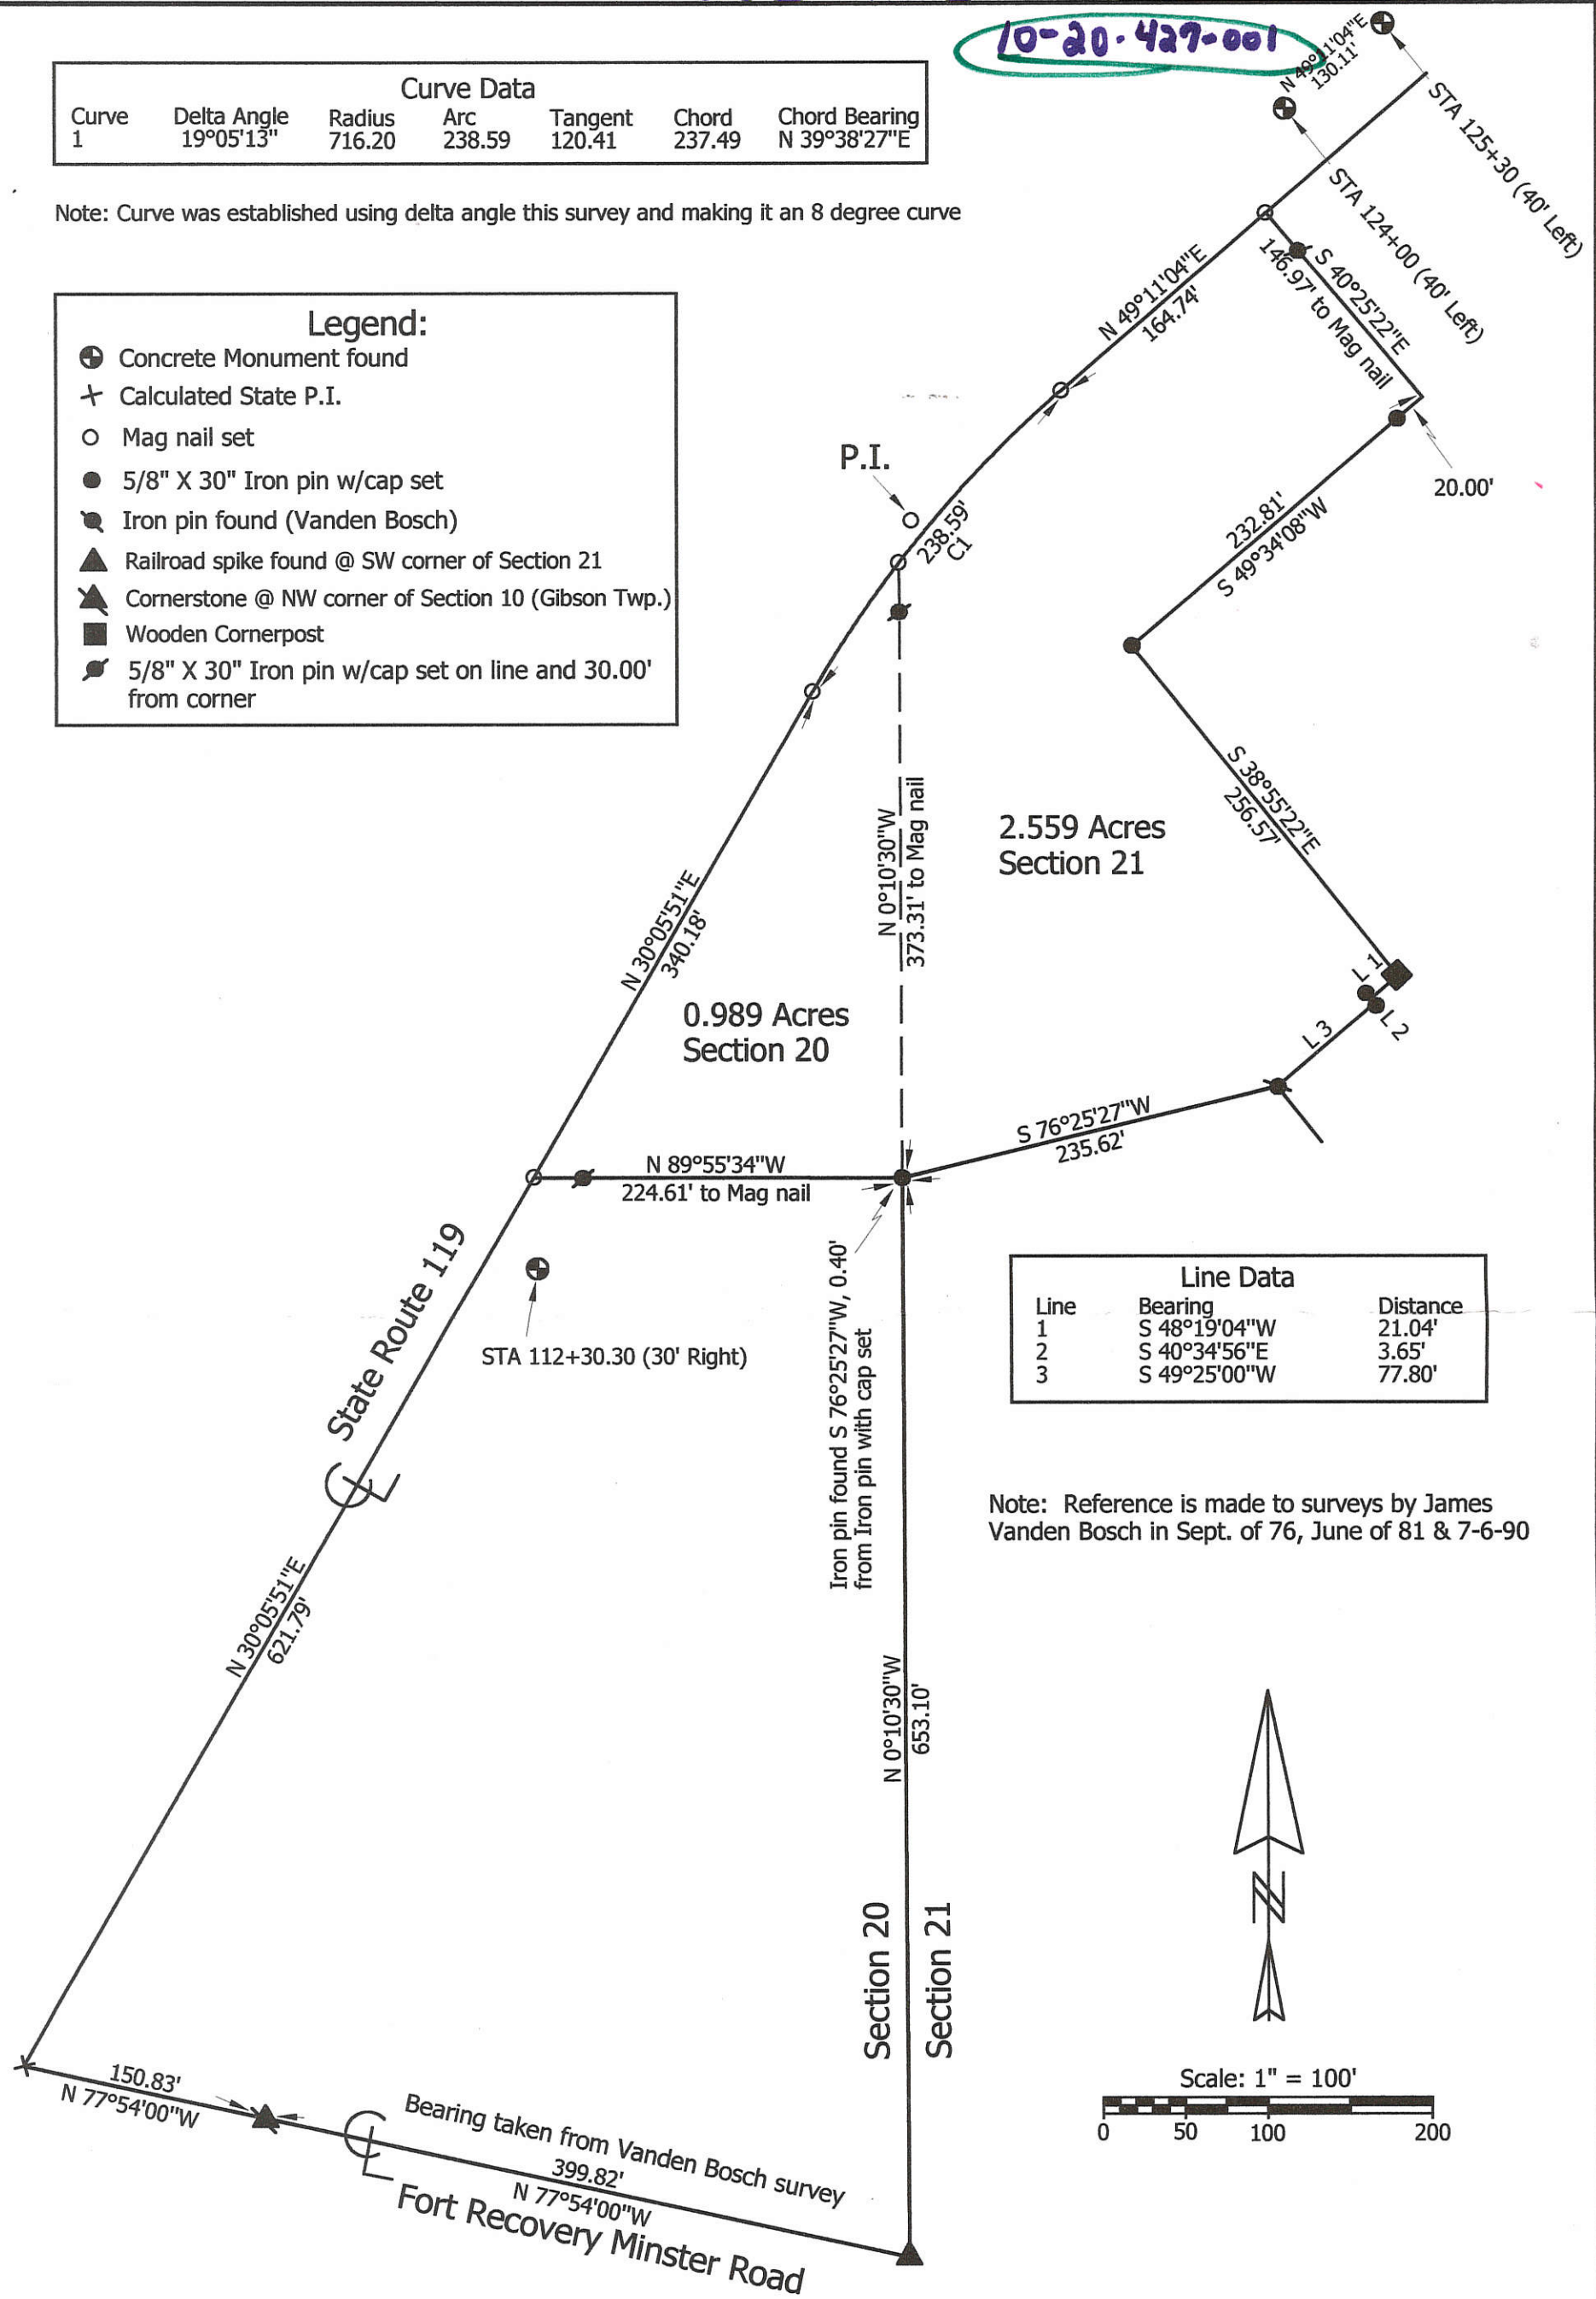 10-20-427-001
Curve Data
Curve Delta Angle Radius Arc Tangent Chord Chord Bearing
1 19°05'13" 716.20 238.59 120.41 237.49 N 39°38'27"E
Note: Curve was established using delta angle this survey and making it an 8 degree curve
Legend:
Concrete Monument found
Calculated State P.I.
Mag nail set
5/8" X 30" Iron pin w/cap set
Iron pin found (Vanden Bosch)
Railroad spike found @ SW corner of Section 21
Cornerstone @ NW corner of Section 10 (Gibson Twp.)
Wooden Cornerpost
5/8" X 30" Iron pin w/cap set on line and 30.00'
from corner
N 49°11'04"E
130.11'
STA 125+30 (40' Left)
STA 124+00 (40' Left)
S 40°25'22"E
146.97' to Mag nail
N 49°11'04"E
164.74'
20.00'
P.I.
238.59'
C1
232.81'
S 49°34'08"W
S 38°55'22"E
256.57'
N 0°10'30"W
373.31' to Mag nail
2.559 Acres
Section 21
N 30°05'51"E
340.18'
0.989 Acres
Section 20
L 1
L 2
L 3
S 76°25'27"W
235.62'
N 89°55'34"W
224.61' to Mag nail
State Route 119
STA 112+30.30 (30' Right)
Iron pin found S 76°25'27"W, 0.40'
from Iron pin with cap set
Line Data
Line Bearing Distance
1 S 48°19'04"W 21.04'
2 S 40°34'56"E 3.65'
3 S 49°25'00"W 77.80'
Note: Reference is made to surveys by James
Vanden Bosch in Sept. of 76, June of 81 & 7-6-90
CL
N 30°05'51"E
621.79'
N 0°10'30"W
653.10'
Section 20
Section 21
N
Scale: 1" = 100'
0 50 100 200
150.83'
N 77°54'00"W
CL
Bearing taken from Vanden Bosch survey
399.82'
N 77°54'00"W
Fort Recovery Minster Road